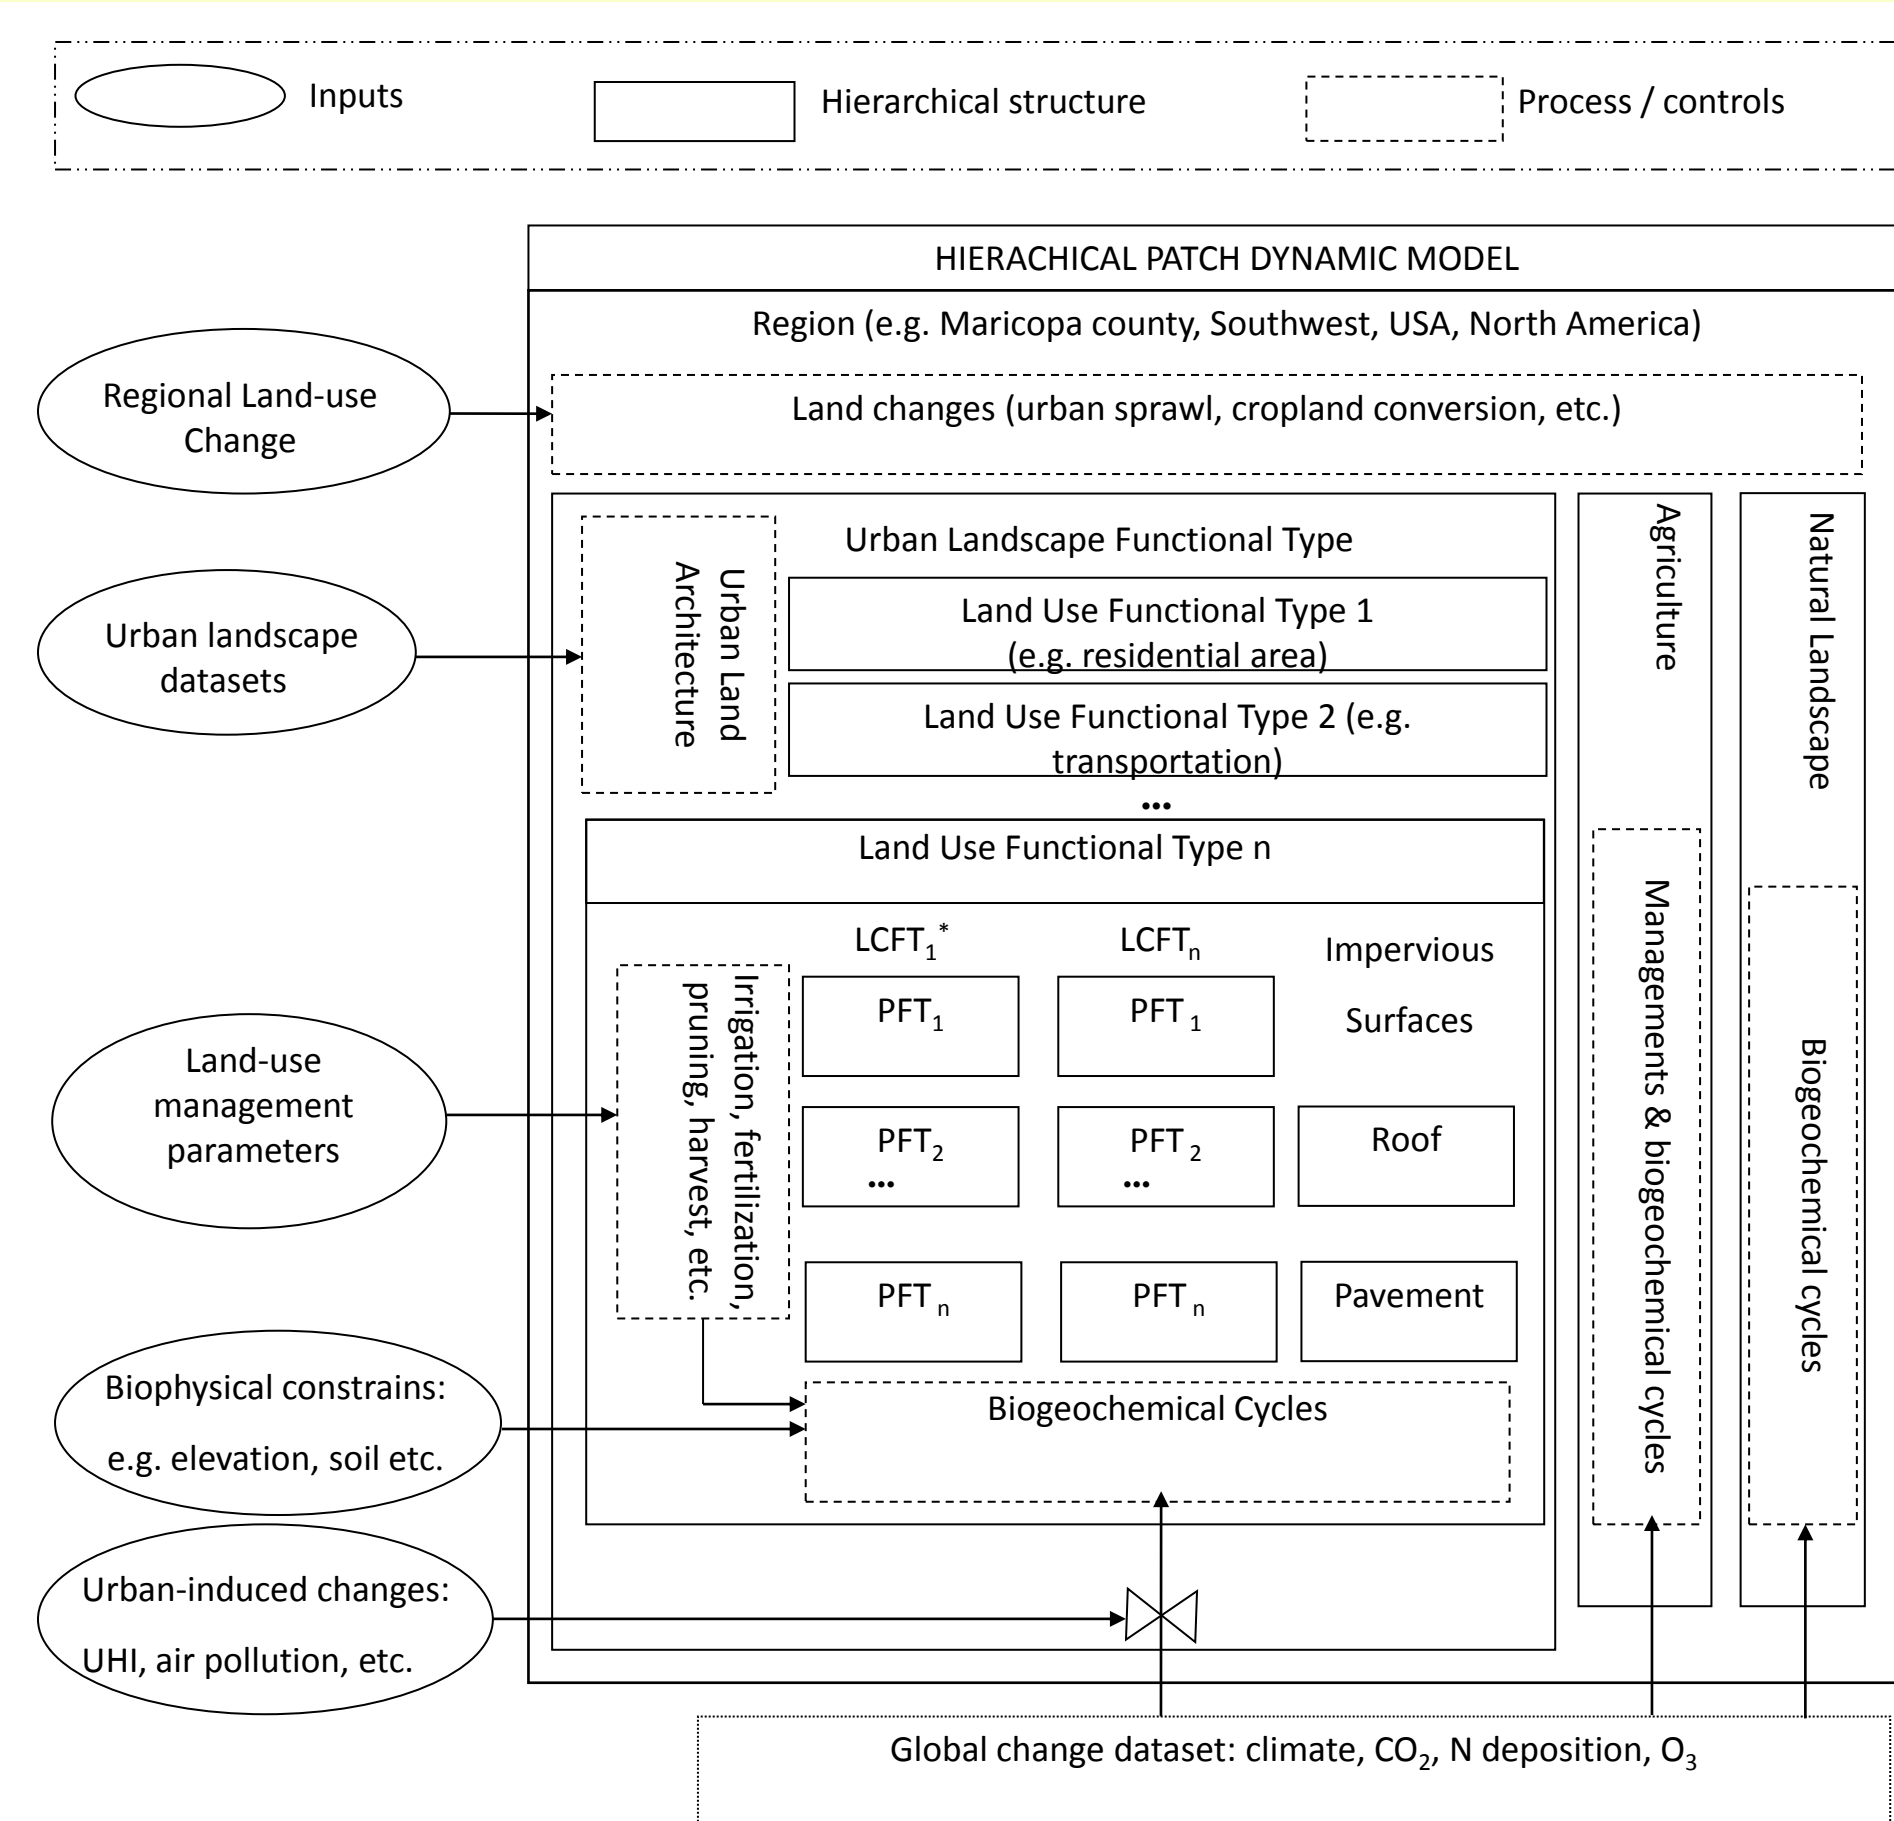 Inputs
Hierarchical structure
Process / controls
HIERACHICAL PATCH DYNAMIC MODEL
Region (e.g. Maricopa county, Southwest, USA, North America)
Regional Land-use
Change
Land changes (urban sprawl, cropland conversion, etc.)
Urban landscape
datasets
Urban Land
Architecture
Urban Landscape Functional Type
Land Use Functional Type 1
(e.g. residential area)
Land Use Functional Type 2 (e.g.
transportation)
...
Land Use Functional Type n
Land-use
management
parameters
Irrigation, fertilization,
pruning, harvest, etc.
LCFT₁*
LCFTₙ
Impervious
Surfaces
PFT₁
PFT ₁
PFT₂
...
PFT ₂
...
Roof
PFT ₙ
PFT ₙ
Pavement
Biophysical constrains:
e.g. elevation, soil etc.
Biogeochemical Cycles
Urban-induced changes:
UHI, air pollution, etc.
Agriculture
Managements & biogeochemical cycles
Natural Landscape
Biogeochemical cycles
Global change dataset: climate, CO₂, N deposition, O₃